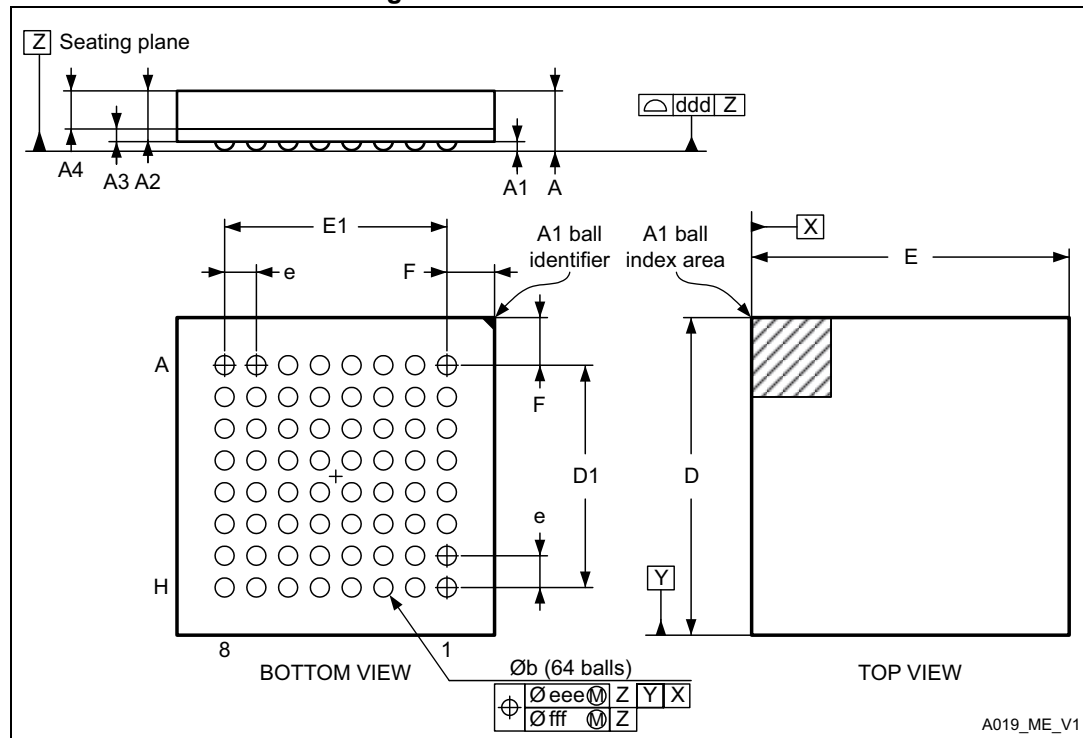 Z Seating plane
ddd Z
A4
A3 A2
A1
A
E1
A1 ball
identifier
A1 ball
index area
X
E
e
F
A
F
D1
D
e
H
Y
8
1
BOTTOM VIEW
Øb (64 balls)
TOP VIEW
Ø eee Ⓜ Z Y X
Ø fff Ⓜ Z
A019_ME_V1